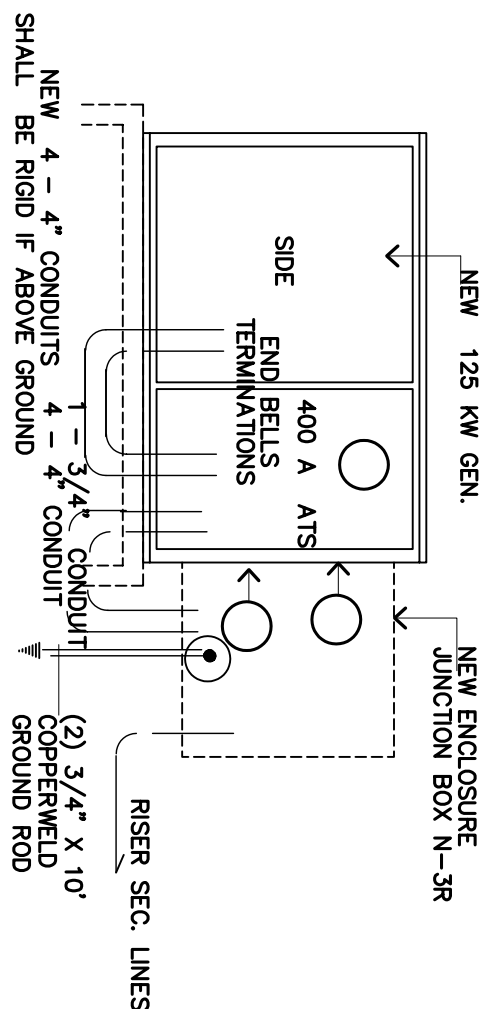 NEW 125 KW GEN.
NEW ENCLOSURE
JUNCTION BOX N-3R
SIDE
400 A ATS
END BELLS
TERMINATIONS
RISER SEC. LINES
1 - 3/4" CONDUIT
4 - 4" CONDUIT
(2) 3/4" X 10'
COPPERWELD
GROUND ROD
NEW 4 - 4" CONDUITS
SHALL BE RIGID IF ABOVE GROUND